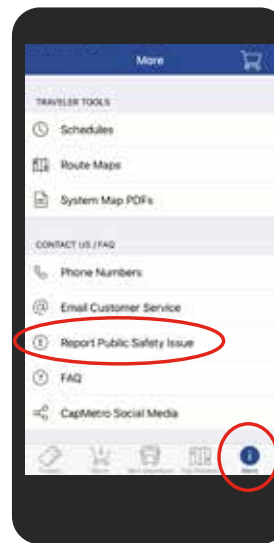 More
TRAVELER TOOLS
Schedules
Route Maps
System Map PDFs
CONTACT US / FAQ
Phone Numbers
Email Customer Service
Report Public Safety Issue
FAQ
CapMetro Social Media
More